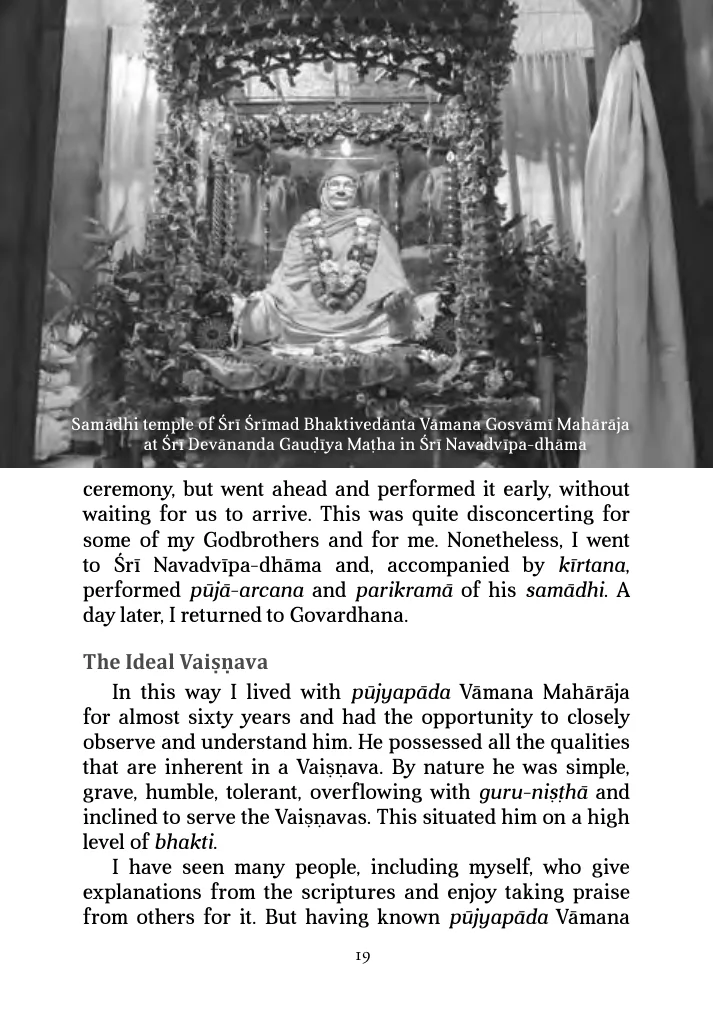 Samādhi temple of Śrī Śrīmad Bhaktivedānta Vāmana Gosvāmī Mahārāja
at Śrī Devānanda Gauḍīya Maṭha in Śrī Navadvīpa-dhāma
ceremony, but went ahead and performed it early, without
waiting for us to arrive. This was quite disconcerting for
some of my Godbrothers and for me. Nonetheless, I went
to Śrī Navadvīpa-dhāma and, accompanied by kīrtana,
performed pūjā-arcana and parikramā of his samādhi. A
day later, I returned to Govardhana.
The Ideal Vaiṣṇava
In this way I lived with pūjyapāda Vāmana Mahārāja
for almost sixty years and had the opportunity to closely
observe and understand him. He possessed all the qualities
that are inherent in a Vaiṣṇava. By nature he was simple,
grave, humble, tolerant, overflowing with guru-niṣṭhā and
inclined to serve the Vaiṣṇavas. This situated him on a high
level of bhakti.
I have seen many people, including myself, who give
explanations from the scriptures and enjoy taking praise
from others for it. But having known pūjyapāda Vāmana
19